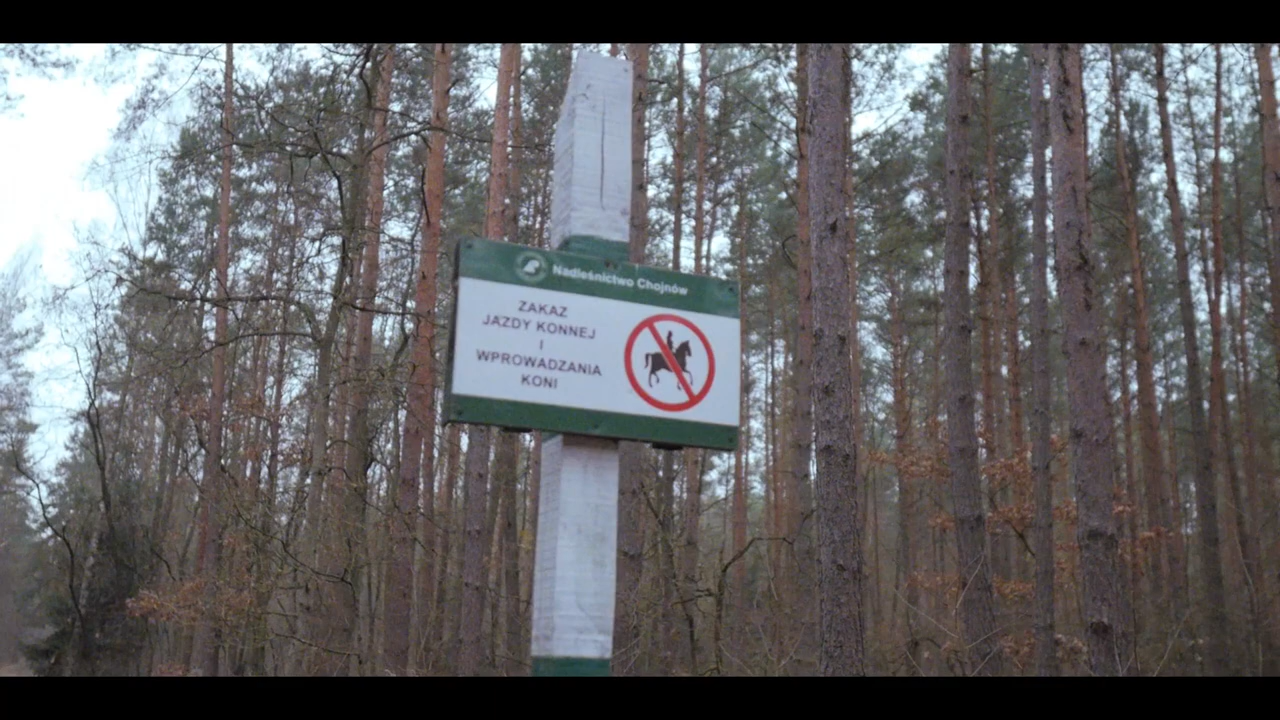 Nadleśnictwo Chojnów
ZAKAZ
JAZDY KONNEJ
I
WPROWADZANIA
KONI